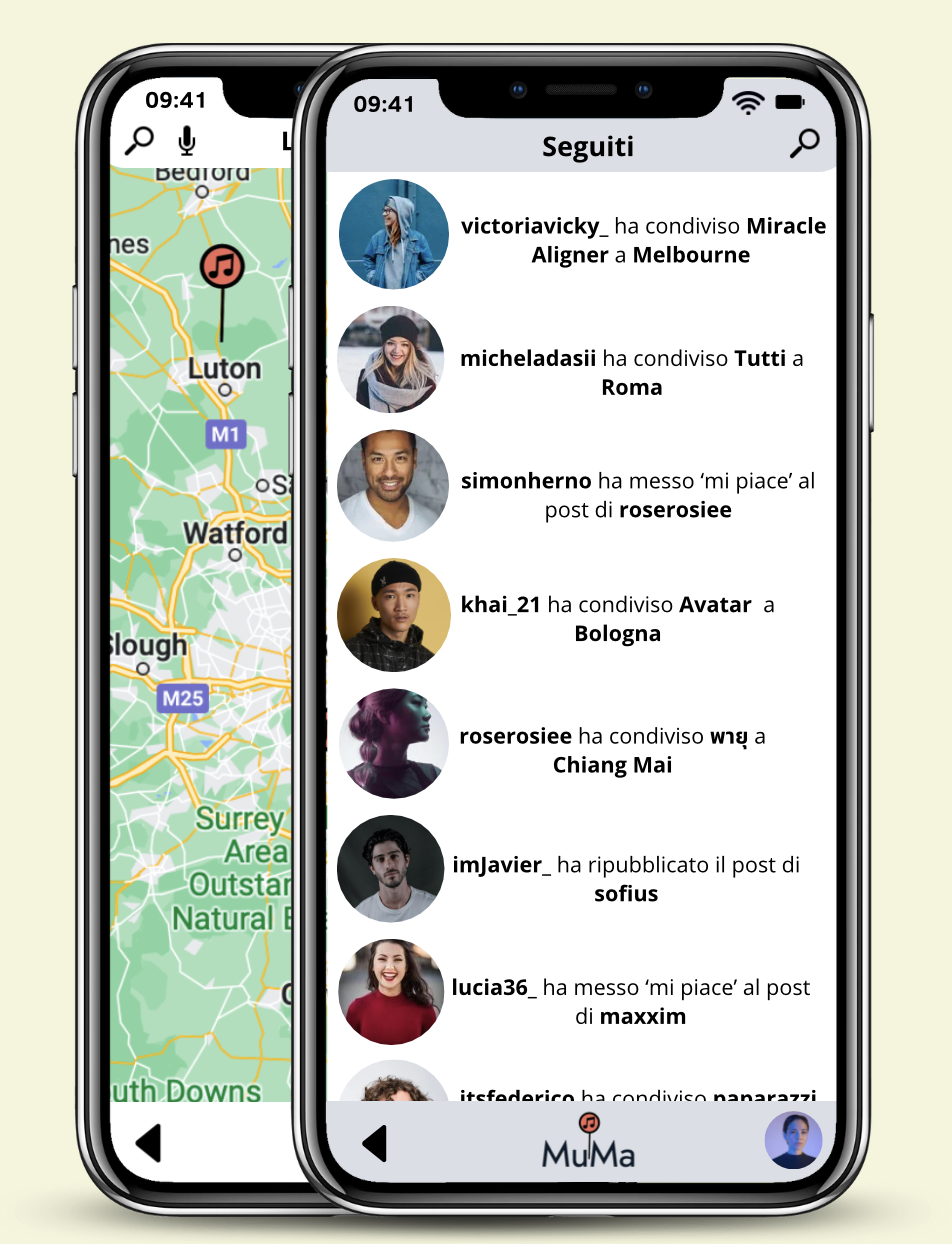 09:41
Bedford
nes
Luton
M1
Watford
Slough
M25
Surrey
Area
Outstan
Natural
outh Downs
09:41
Seguiti
victoriavicky_ ha condiviso Miracle
Aligner a Melbourne
micheladasii ha condiviso Tutti a
Roma
simonherno ha messo ‘mi piace’ al
post di roserosiee
khai_21 ha condiviso Avatar a
Bologna
roserosiee ha condiviso พายุ a
Chiang Mai
imJavier_ ha ripubblicato il post di
sofius
lucia36_ ha messo ‘mi piace’ al post
di maxxim
itsfederico ha condiviso paparazzi
MuMa